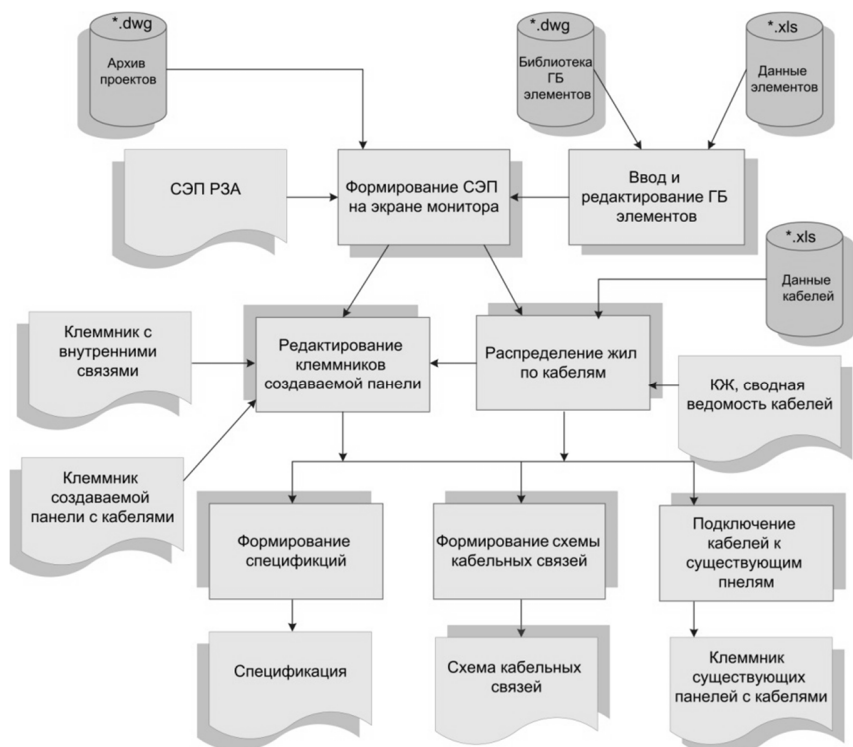 *.dwg
Архив
проектов
*.dwg
Библиотека
ГБ
элементов
*.xls
Данные
элементов
СЭП РЗА
Формирование СЭП
на экране монитора
Ввод и
редактирование ГБ
элементов
*.xls
Данные
кабелей
Клеммник с
внутренними
связями
Редактирование
клеммников
создаваемой панели
Распределение жил
по кабелям
КЖ, сводная
ведомость кабелей
Клеммник
создаваемой
панели с кабелями
Формирование
спецификций
Формирование схемы
кабельных связей
Подключение
кабелей к
существующим
пнелям
Спецификация
Схема кабельных
связей
Клеммник
существующих
панелей с кабелями